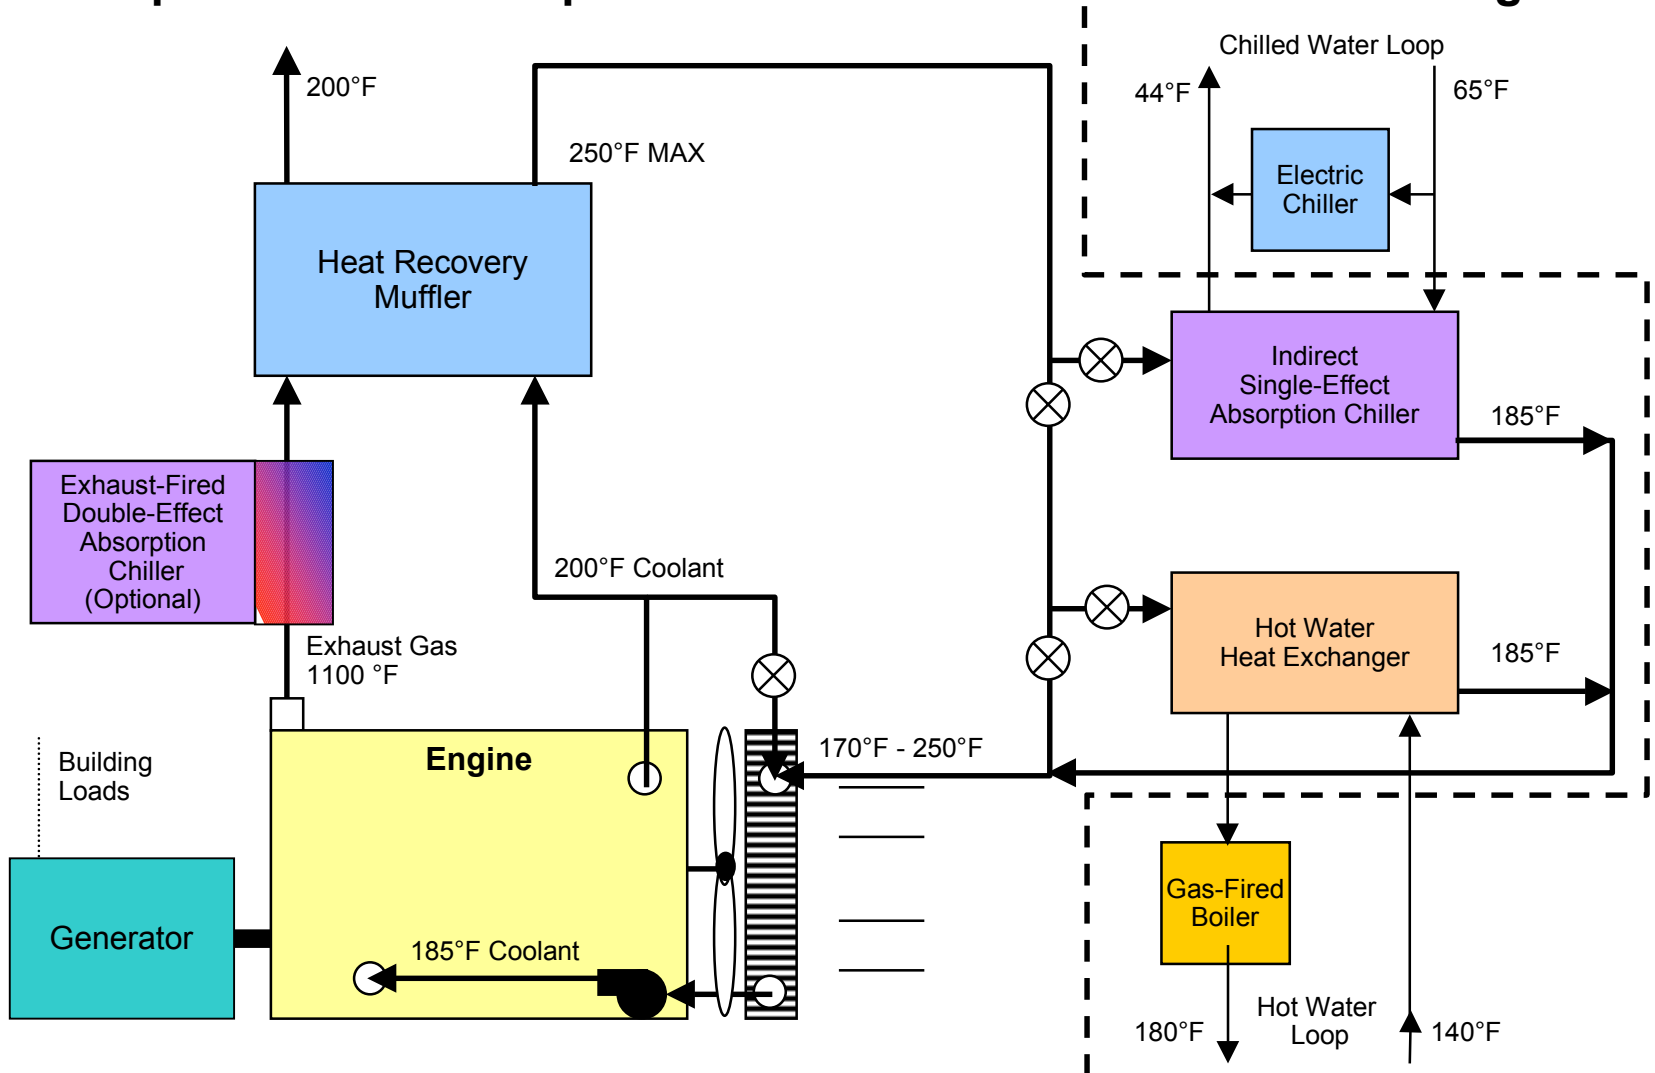 Chilled Water Loop
200°F
44°F
65°F
250°F MAX
Electric
Chiller
Heat Recovery
Muffler
Indirect
Single-Effect
Absorption Chiller
185°F
Exhaust-Fired
Double-Effect
Absorption
Chiller
(Optional)
200°F Coolant
Exhaust Gas
1100 °F
Hot Water
Heat Exchanger
185°F
Building
Loads
Engine
170°F - 250°F
Gas-Fired
Boiler
Generator
185°F Coolant
Hot Water
Loop
180°F
140°F